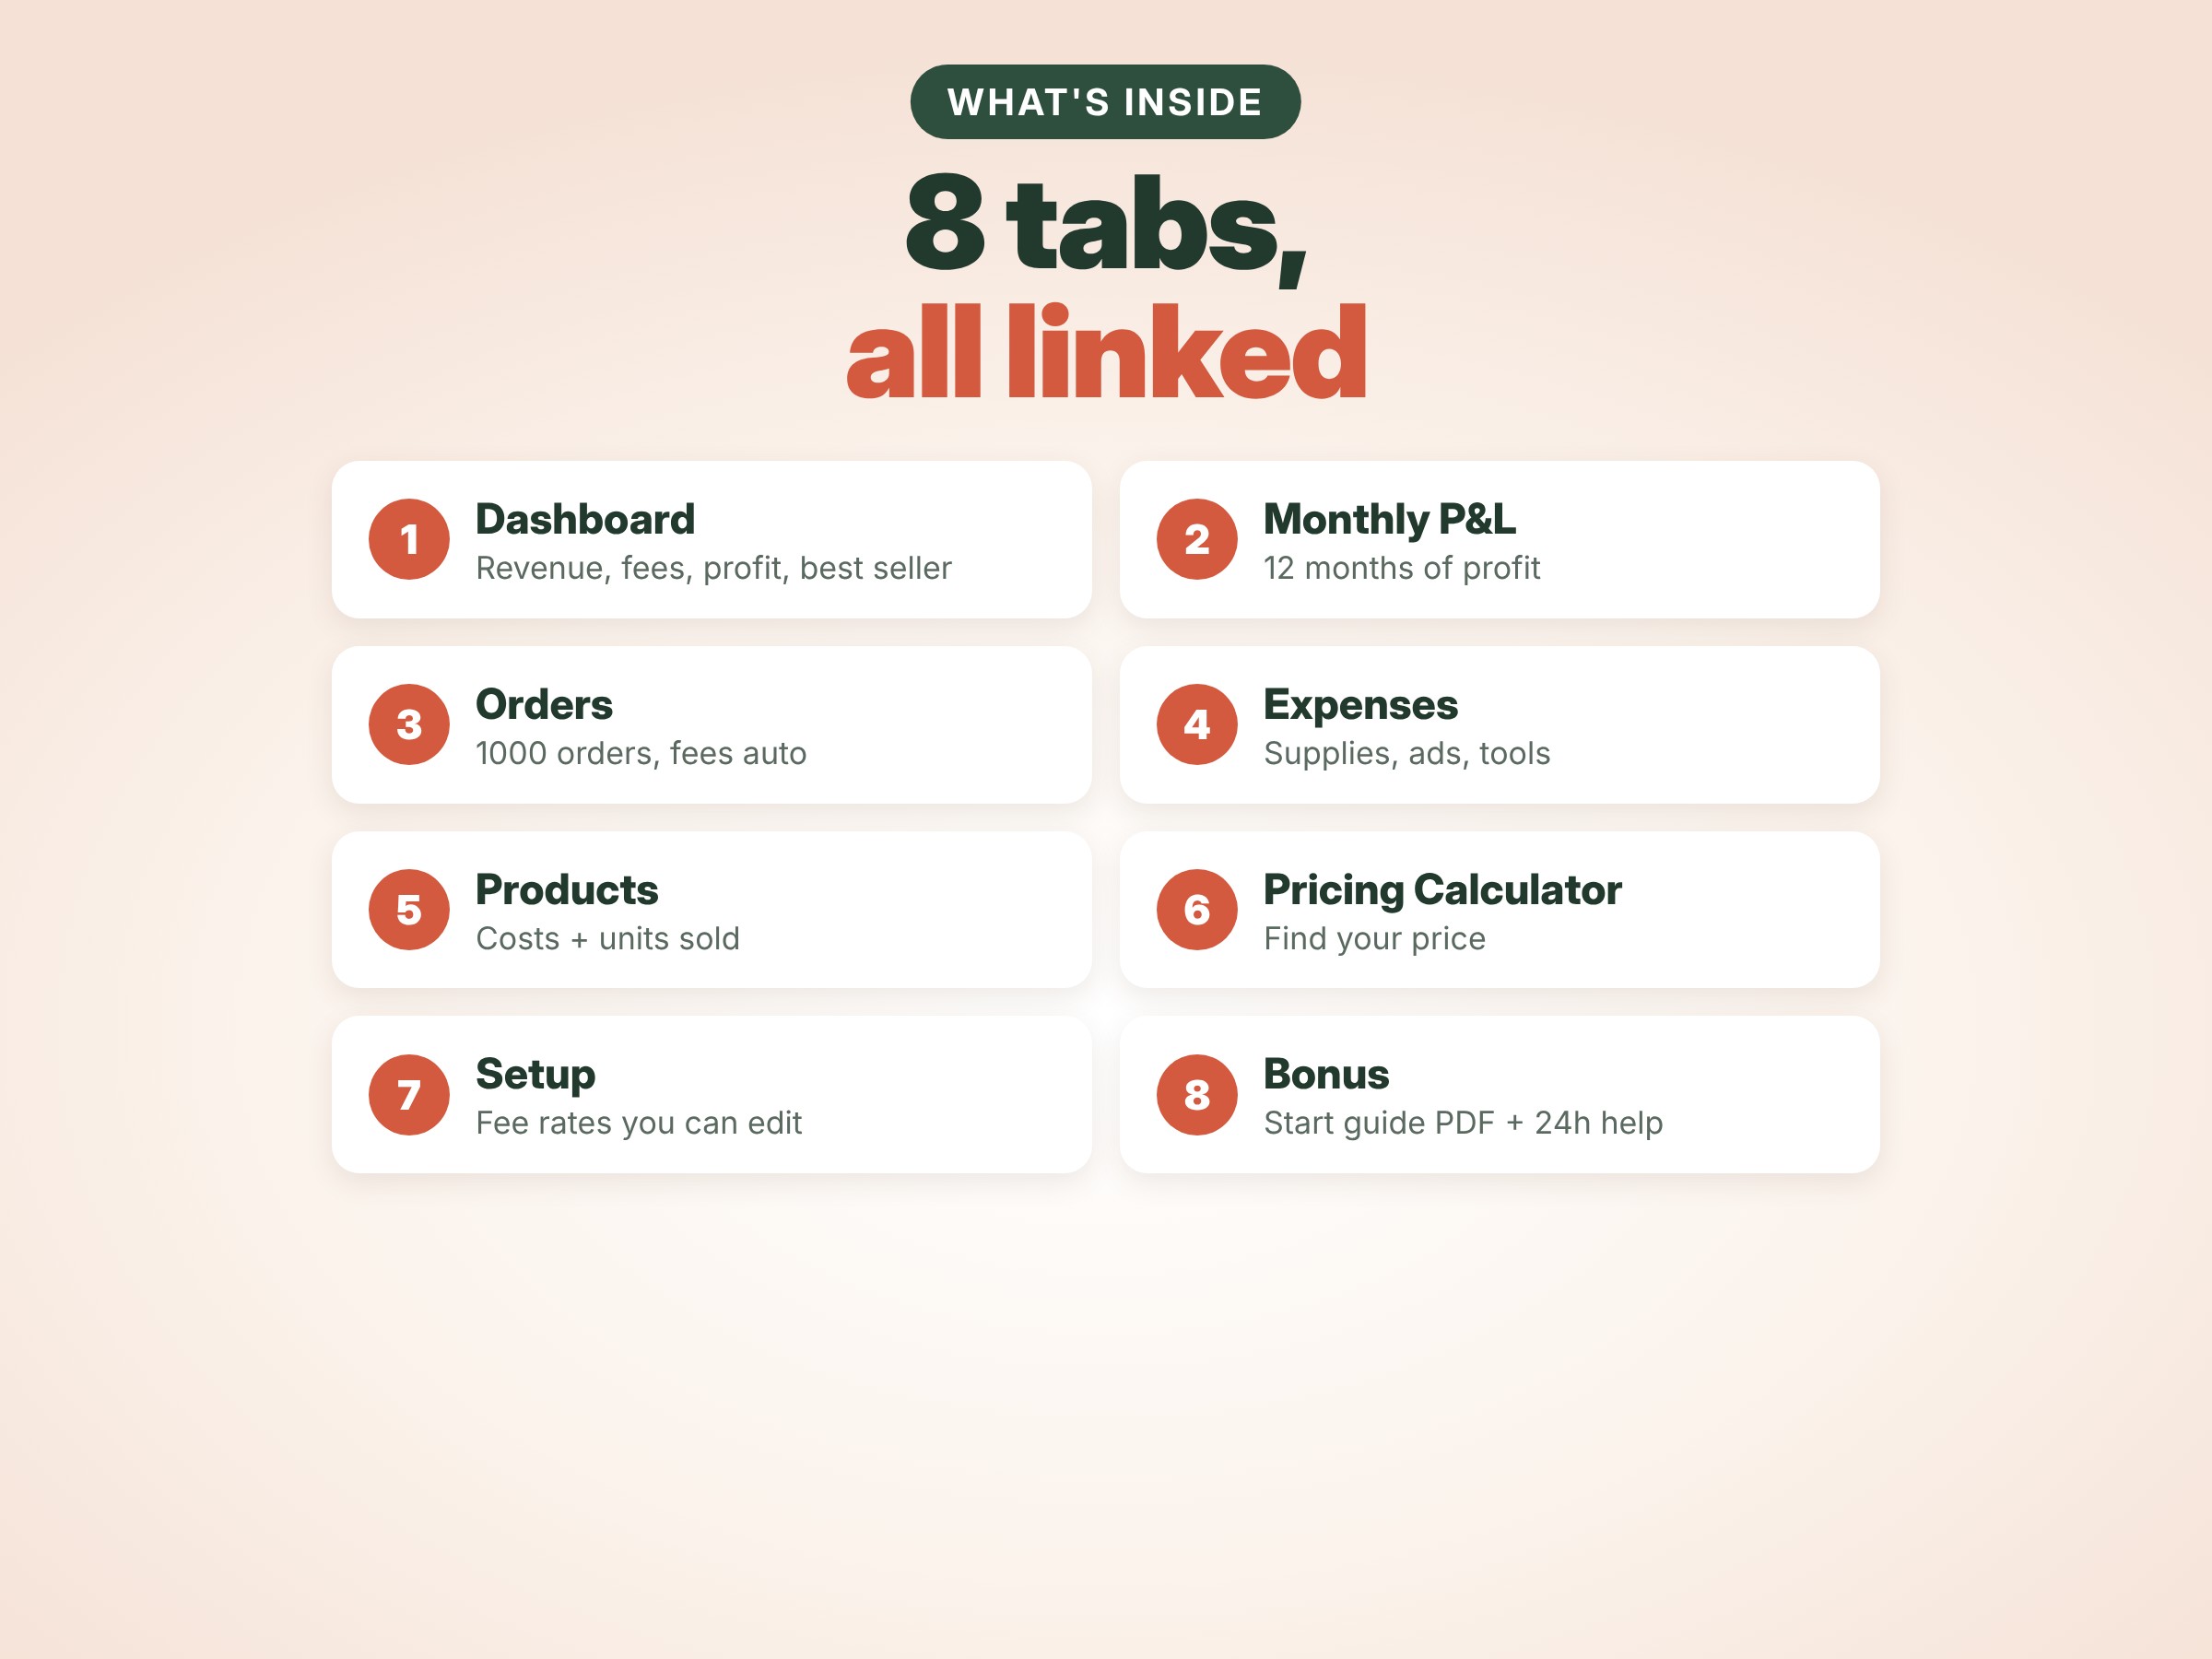 WHAT'S INSIDE
8 tabs,
all linked
1
Dashboard
Revenue, fees, profit, best seller
2
Monthly P&L
12 months of profit
3
Orders
1000 orders, fees auto
4
Expenses
Supplies, ads, tools
5
Products
Costs + units sold
6
Pricing Calculator
Find your price
7
Setup
Fee rates you can edit
8
Bonus
Start guide PDF + 24h help